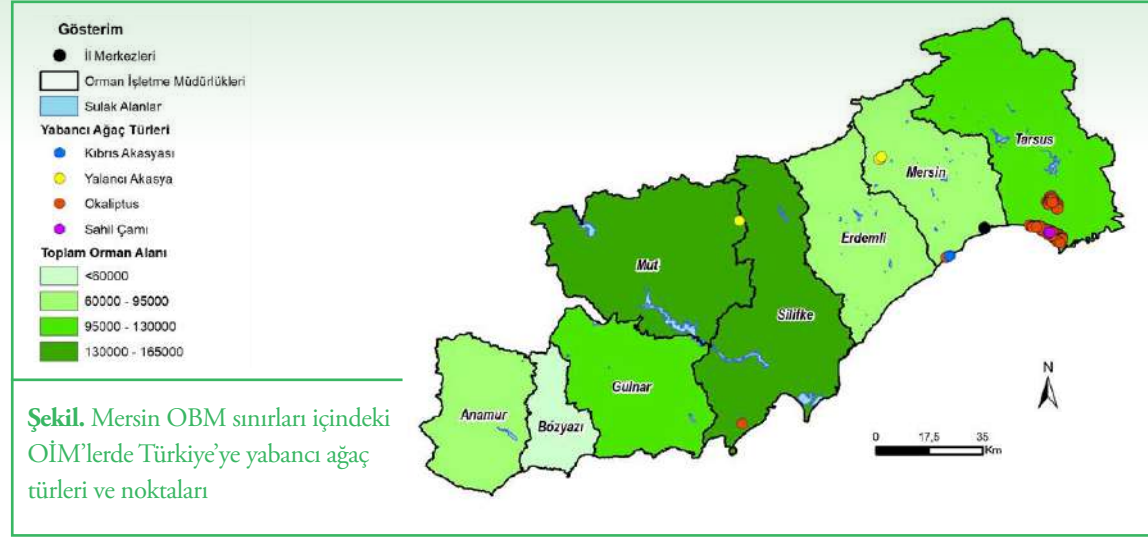 Gösterim
İl Merkezleri
Orman İşletme Müdürlükleri
Sulak Alanlar
Yabancı Ağaç Türleri
Kıbrıs Akasyası
Yalancı Akasya
Okaliptus
Sahil Çamı
Toplam Orman Alanı
<60000
60000 - 95000
95000 - 130000
130000 - 165000
Şekil. Mersin OBM sınırları içindeki
OİM'lerde Türkiye'ye yabancı ağaç
türleri ve noktaları
Tarsus
Mersin
Erdemli
Mut
Silifke
Gülnar
Anamur
Bozyazı
N
0 17,5 35
Km